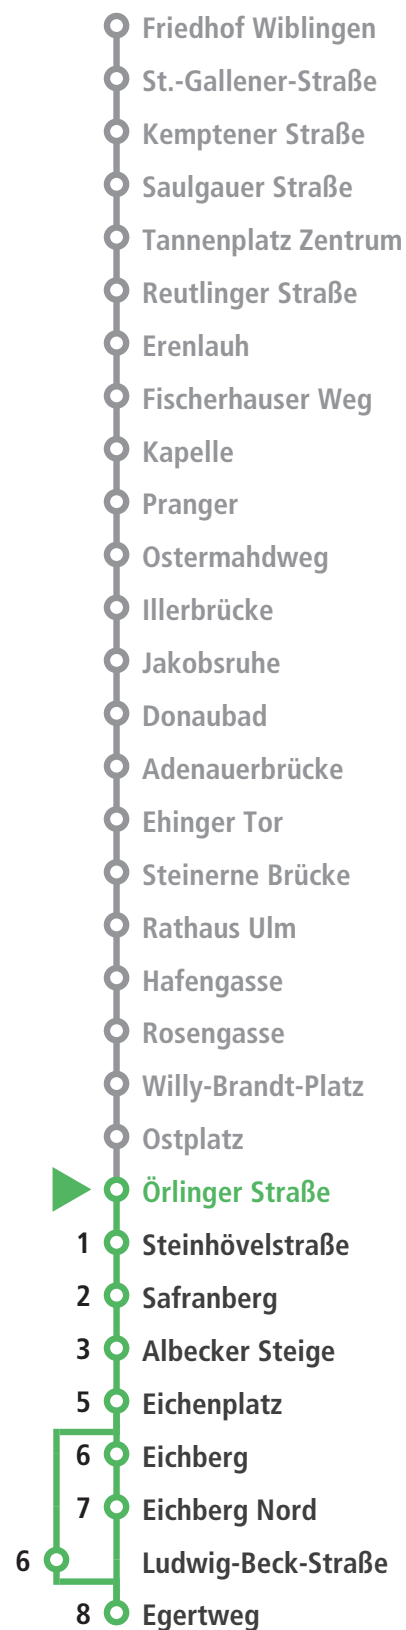 Friedhof Wiblingen
St.-Gallener-Straße
Kemptener Straße
Saulgauer Straße
Tannenplatz Zentrum
Reutlinger Straße
Erenlauh
Fischerhauser Weg
Kapelle
Pranger
Ostermahdweg
Illerbrücke
Jakobsruhe
Donaubad
Adenauerbrücke
Ehinger Tor
Steinerne Brücke
Rathaus Ulm
Hafengasse
Rosengasse
Willy-Brandt-Platz
Ostplatz
Örlinger Straße
1 Steinhövelstraße
2 Safranberg
3 Albecker Steige
5 Eichenplatz
6 Eichberg
7 Eichberg Nord
6 Ludwig-Beck-Straße
8 Egertweg